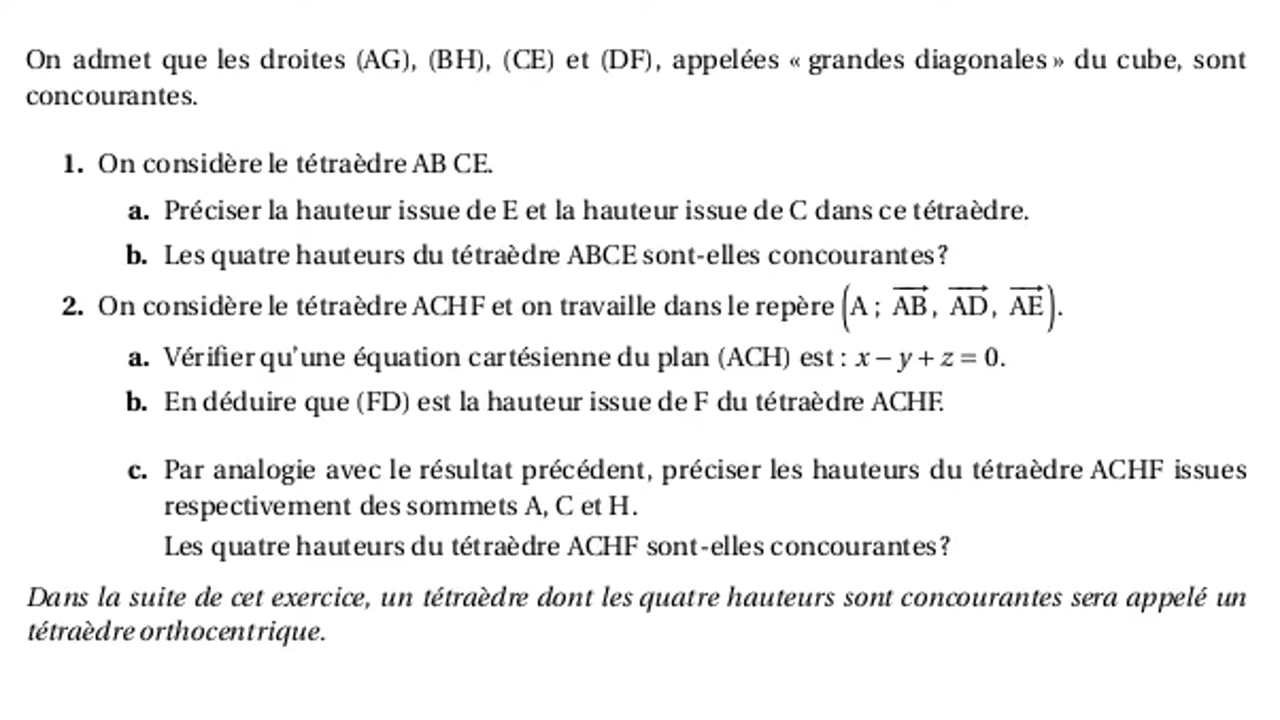 On admet que les droites (AG), (BH), (CE) et (DF), appelées « grandes diagonales » du cube, sont
concourantes.
1. On considère le tétraèdre AB CE.
a. Préciser la hauteur issue de E et la hauteur issue de C dans ce tétraèdre.
b. Les quatre hauteurs du tétraèdre ABCE sont-elles concourantes ?
2. On considère le tétraèdre ACHF et on travaille dans le repère (A ; AB⃗, AD⃗, AE⃗).
a. Vérifier qu'une équation cartésienne du plan (ACH) est : x − y + z = 0.
b. En déduire que (FD) est la hauteur issue de F du tétraèdre ACHF.
c. Par analogie avec le résultat précédent, préciser les hauteurs du tétraèdre ACHF issues
respectivement des sommets A, C et H.
Les quatre hauteurs du tétraèdre ACHF sont-elles concourantes ?
Dans la suite de cet exercice, un tétraèdre dont les quatre hauteurs sont concourantes sera appelé un
tétraèdre orthocentrique.